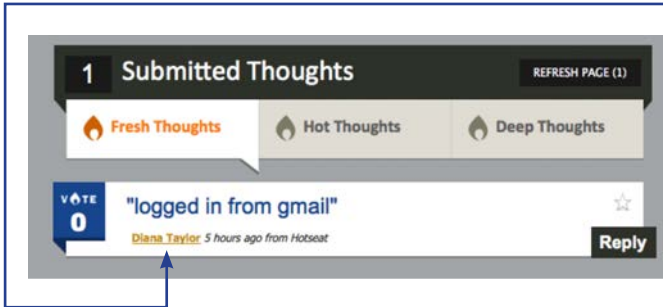 1 Submitted Thoughts REFRESH PAGE (1)
Fresh Thoughts Hot Thoughts Deep Thoughts
VOTE
0
"logged in from gmail"
Diana Taylor 5 hours ago from Hotseat
Reply